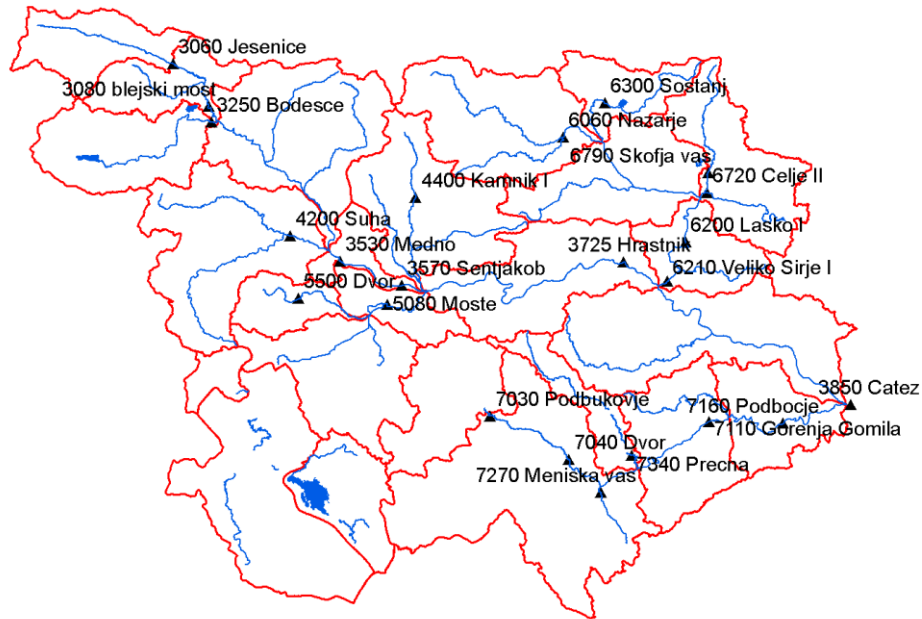 3060 Jesenice
3080 blejski most
3250 Bodesce
6300 Sostanj
6060 Nazarje
6790 Skofja vas
6720 Celje II
4400 Kamnik I
4200 Suha
6200 Lasko I
3530 Medno
3725 Hrastnik
3570 Sentjakob
6210 Veliko Sirje I
5500 Dvor
5080 Moste
3850 Catez
7030 Podbukovje
7160 Podbocje
7110 Gorenja Gomila
7040 Dvor
7340 Precna
7270 Meniska vas